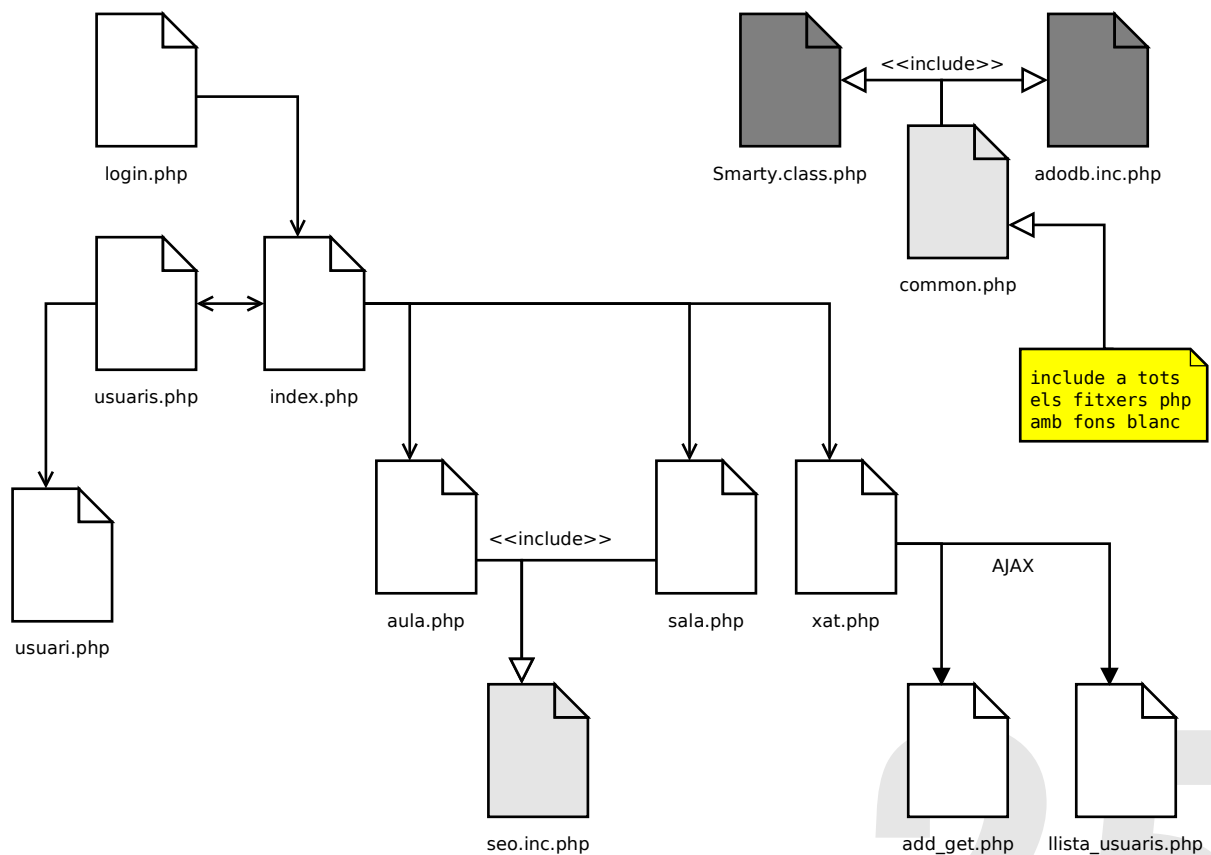 <<include>>
login.php
Smarty.class.php
adodb.inc.php
common.php
usuaris.php
index.php
include a tots
els fitxers php
amb fons blanc
<<include>>
AJAX
aula.php
sala.php
xat.php
usuari.php
seo.inc.php
add_get.php
llista_usuaris.php